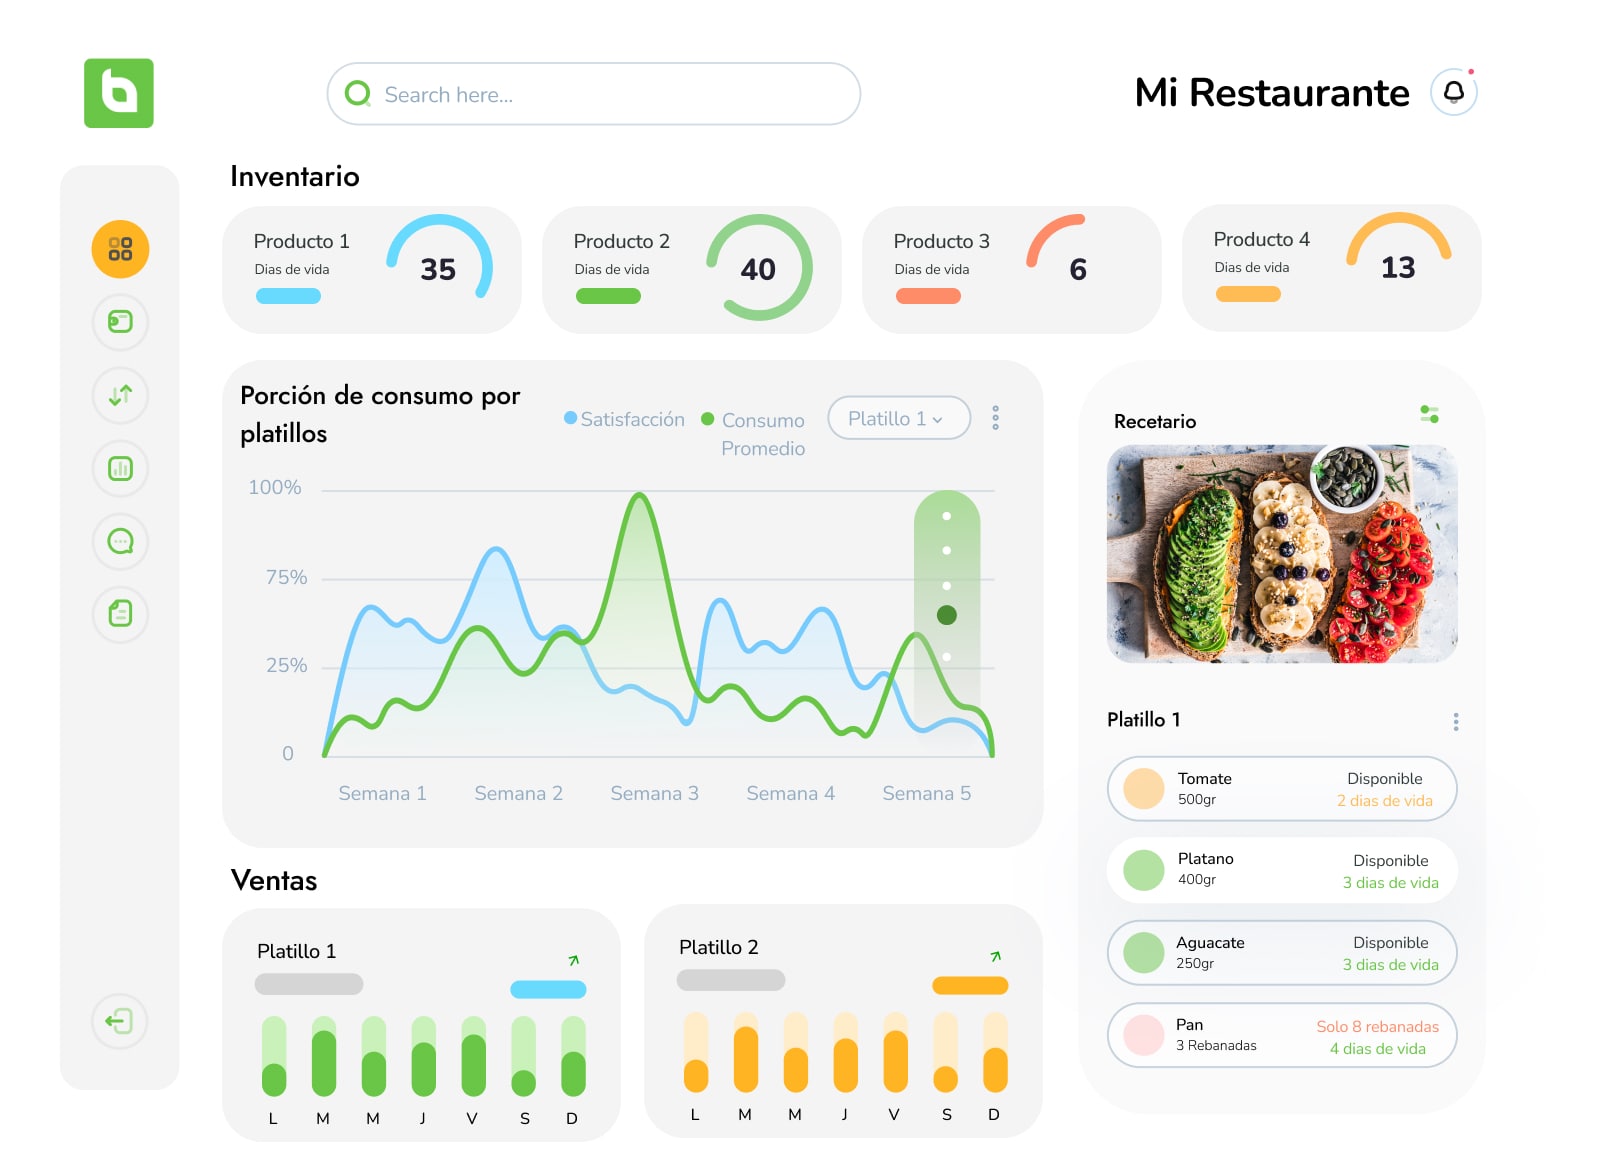 Search here...
Mi Restaurante
Inventario
Producto 1
Dias de vida
35
Producto 2
Dias de vida
40
Producto 3
Dias de vida
6
Producto 4
Dias de vida
13
Porción de consumo por
platillos
Satisfacción
Consumo
Promedio
Platillo 1
100%
75%
25%
0
Semana 1
Semana 2
Semana 3
Semana 4
Semana 5
Recetario
Platillo 1
Tomate
500gr
Disponible
2 dias de vida
Platano
400gr
Disponible
3 dias de vida
Aguacate
250gr
Disponible
3 dias de vida
Pan
3 Rebanadas
Solo 8 rebanadas
4 dias de vida
Ventas
Platillo 1
L M M J V S D
Platillo 2
L M M J V S D